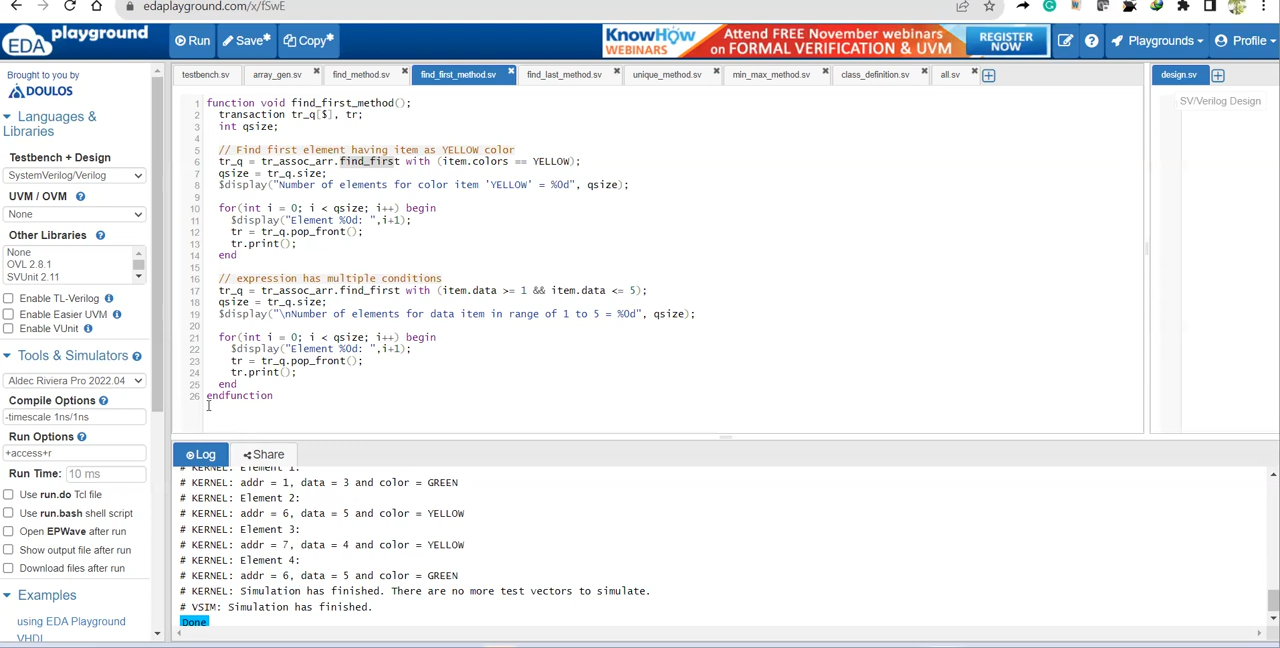 edaplayground.com/x/fSwE
EDA playground
Run
Save*
Copy*
KnowHow WEBINARS
Attend FREE November webinars
on FORMAL VERIFICATION & UVM
REGISTER NOW
Playgrounds
Profile
Brought to you by
DOULOS
Languages & Libraries
Testbench + Design
SystemVerilog/Verilog
UVM / OVM
None
Other Libraries
None
OVL 2.8.1
SVUnit 2.11
Enable TL-Verilog
Enable Easier UVM
Enable VUnit
Tools & Simulators
Aldec Riviera Pro 2022.04
Compile Options
-timescale 1ns/1ns
Run Options
+access+r
Run Time: 10 ms
Use run.do Tcl file
Use run.bash shell script
Open EPWave after run
Show output file after run
Download files after run
Examples
using EDA Playground
VHDL
testbench.sv
array_gen.sv
find_method.sv
find_first_method.sv
find_last_method.sv
unique_method.sv
min_max_method.sv
class_definition.sv
all.sv
1 function void find_first_method();
2 transaction tr_q[$], tr;
3 int qsize;
4
5 // Find first element having item as YELLOW color
6 tr_q = tr_assoc_arr.find_first with (item.colors == YELLOW);
7 qsize = tr_q.size;
8 $display("Number of elements for color item 'YELLOW' = %0d", qsize);
9
10 for(int i = 0; i < qsize; i++) begin
11 $display("Element %0d: ",i+1);
12 tr = tr_q.pop_front();
13 tr.print();
14 end
15
16 // expression has multiple conditions
17 tr_q = tr_assoc_arr.find_first with (item.data >= 1 && item.data <= 5);
18 qsize = tr_q.size;
19 $display("\nNumber of elements for data item in range of 1 to 5 = %0d", qsize);
20
21 for(int i = 0; i < qsize; i++) begin
22 $display("Element %0d: ",i+1);
23 tr = tr_q.pop_front();
24 tr.print();
25 end
26 endfunction
design.sv
SV/Verilog Design
Log
Share
# KERNEL: Element 1:
# KERNEL: addr = 1, data = 3 and color = GREEN
# KERNEL: Element 2:
# KERNEL: addr = 6, data = 5 and color = YELLOW
# KERNEL: Element 3:
# KERNEL: addr = 7, data = 4 and color = YELLOW
# KERNEL: Element 4:
# KERNEL: addr = 6, data = 5 and color = GREEN
# KERNEL: Simulation has finished. There are no more test vectors to simulate.
# VSIM: Simulation has finished.
Done